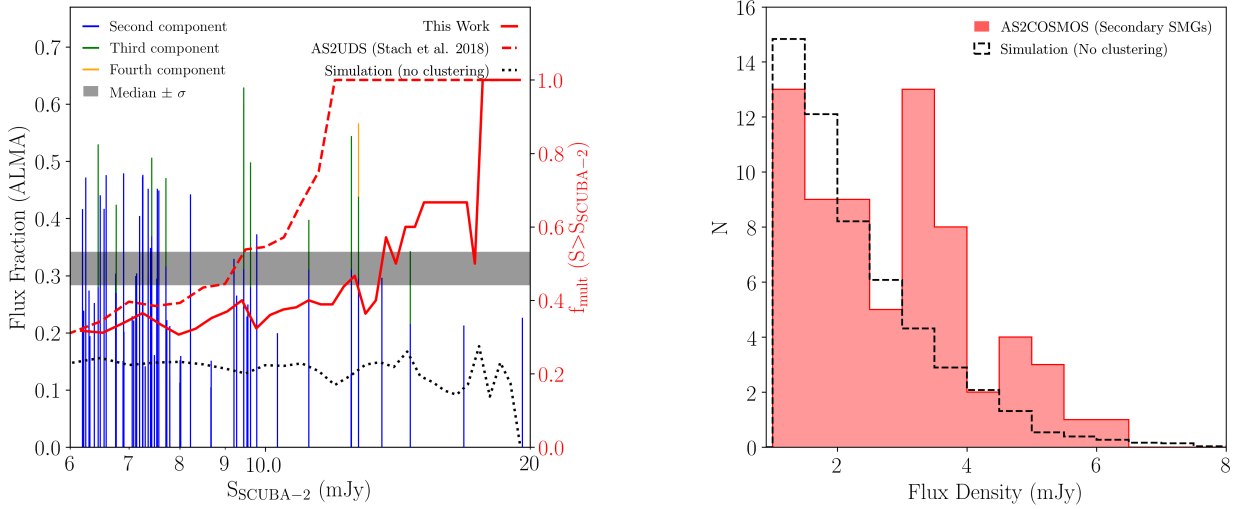 Second component
Third component
Fourth component
Median ± σ
This Work
AS2UDS (Stach et al. 2018)
Simulation (no clustering)
0.7
0.6
0.5
0.4
0.3
0.2
0.1
0.0
Flux Fraction (ALMA)
1.0
0.8
0.6
0.4
0.2
0.0
f_mult (S>S_SCUBA−2)
6 7 8 9 10.0 20
S_SCUBA−2 (mJy)
AS2COSMOS (Secondary SMGs)
Simulation (No clustering)
16
14
12
10
8
6
4
2
0
N
2 4 6 8
Flux Density (mJy)